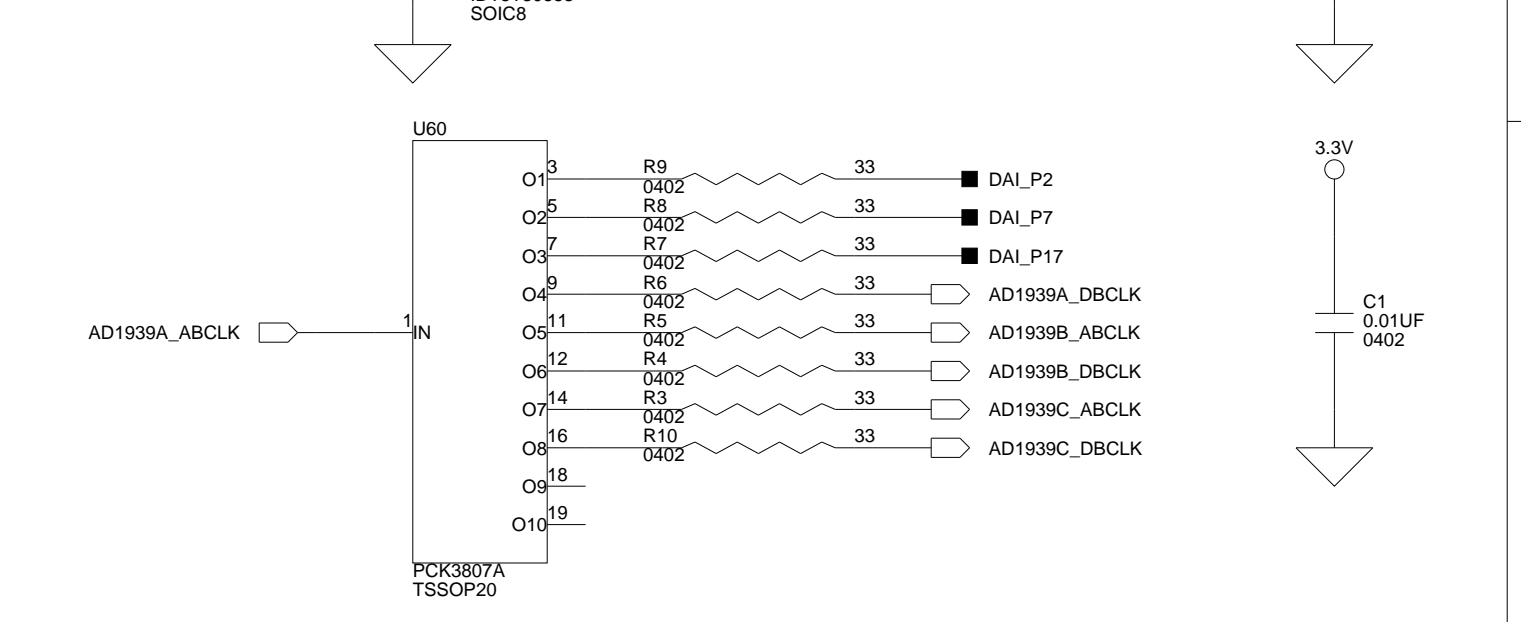 SOIC8
U60
3.3V
3 R9 33
O1 0402 DAI_P2
5 R8 33
O2 0402 DAI_P7
7 R7 33
O3 0402 DAI_P17
9 R6 33
O4 0402 AD1939A_DBCLK
C1
0.01UF
0402
AD1939A_ABCLK 1 IN
11 R5 33
O5 0402 AD1939B_ABCLK
12 R4 33
O6 0402 AD1939B_DBCLK
14 R3 33
O7 0402 AD1939C_ABCLK
16 R10 33
O8 0402 AD1939C_DBCLK
18
O9
19
O10
PCK3807A
TSSOP20